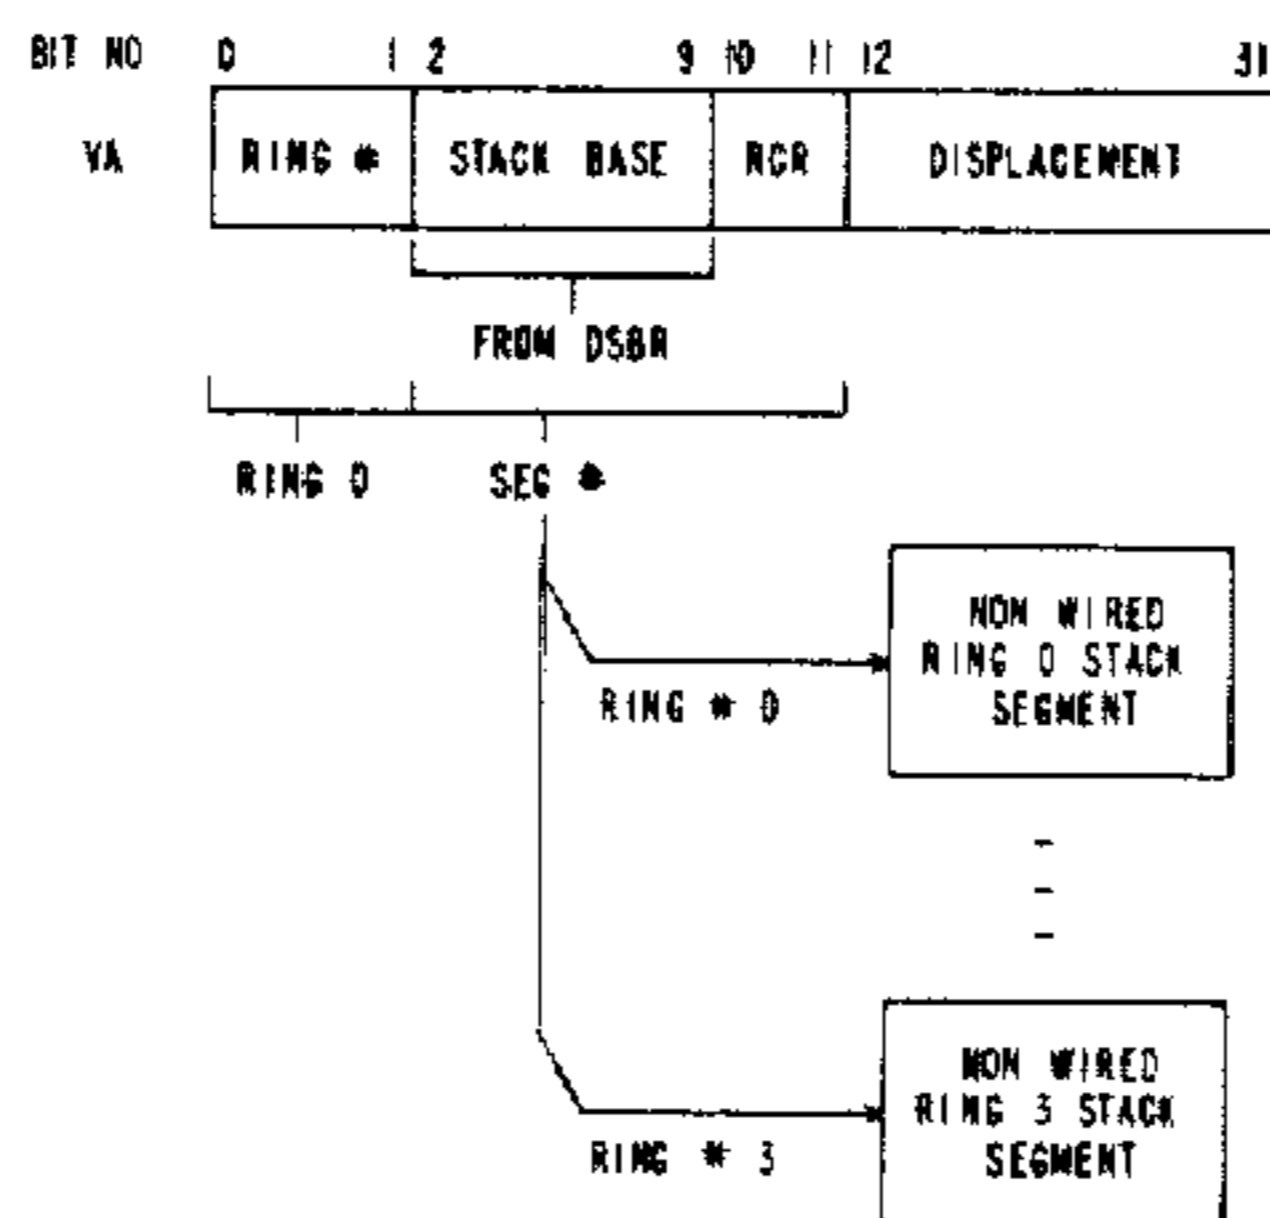 BIT NO 0 1 2 9 10 11 12 31
VA RING # STACK BASE NCR DISPLACEMENT
FROM DSBR
RING 0 SEG #
NON WIRED
RING 0 STACK
SEGMENT
RING # 0
NON WIRED
RING 3 STACK
SEGMENT
RING # 3